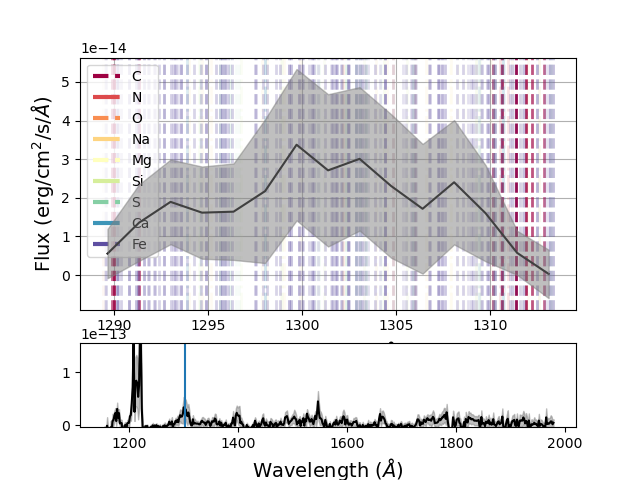 1e−14
Flux (erg/cm²/s/Å)
5
4
3
2
1
0
C
N
O
Na
Mg
Si
S
Ca
Fe
1290 1295 1300 1305 1310
1e−13
1
0
1200 1400 1600 1800 2000
Wavelength (Å)